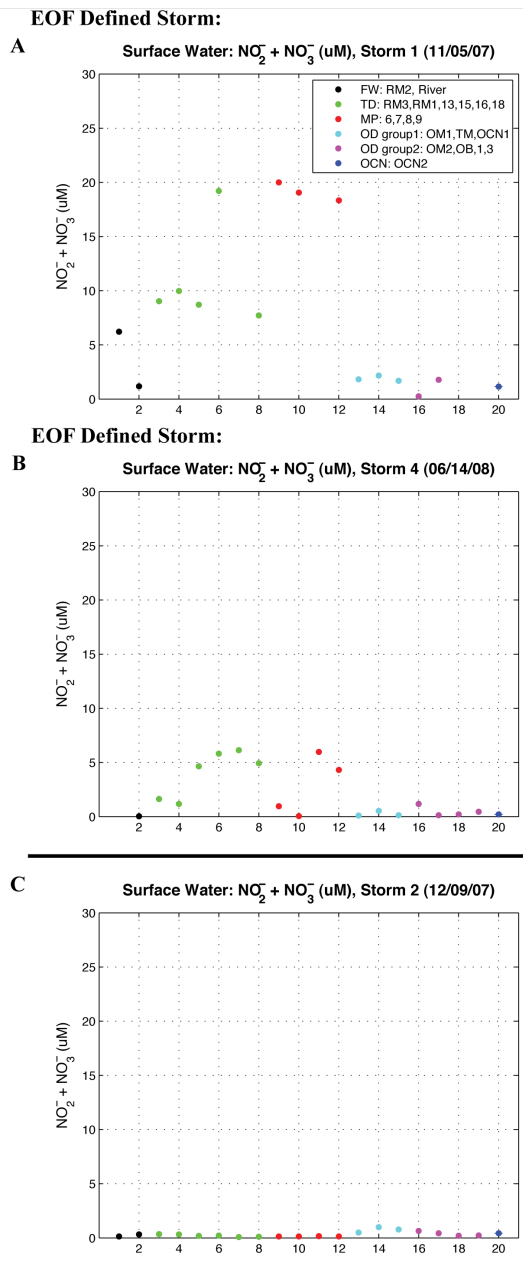 EOF Defined Storm:
A
Surface Water: NO₂⁻ + NO₃⁻ (uM), Storm 1 (11/05/07)
NO₂⁻ + NO₃⁻ (uM)
30
25
20
15
10
5
0
FW: RM2, River
TD: RM3,RM1,13,15,16,18
MP: 6,7,8,9
OD group1: OM1,TM,OCN1
OD group2: OM2,OB,1,3
OCN: OCN2
2 4 6 8 10 12 14 16 18 20
EOF Defined Storm:
B
Surface Water: NO₂⁻ + NO₃⁻ (uM), Storm 4 (06/14/08)
NO₂⁻ + NO₃⁻ (uM)
30
25
20
15
10
5
0
2 4 6 8 10 12 14 16 18 20
C
Surface Water: NO₂⁻ + NO₃⁻ (uM), Storm 2 (12/09/07)
NO₂⁻ + NO₃⁻ (uM)
30
25
20
15
10
5
0
2 4 6 8 10 12 14 16 18 20